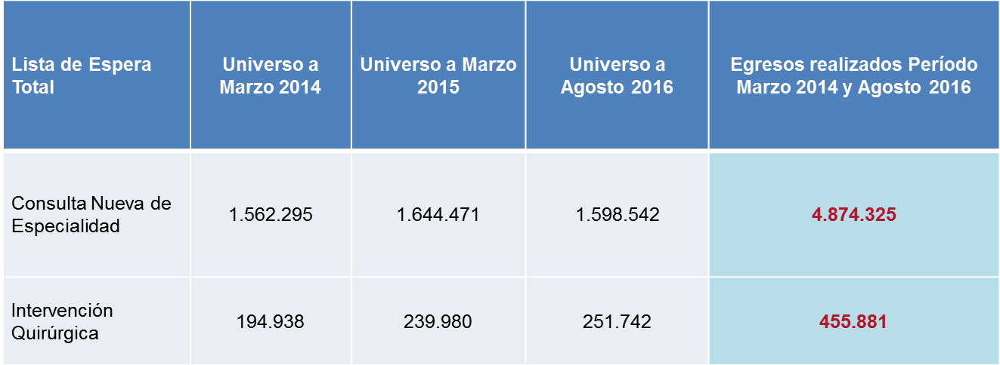 Lista de Espera
Total
Universo a
Marzo 2014
Universo a Marzo
2015
Universo a
Agosto 2016
Egresos realizados Período
Marzo 2014 y Agosto 2016
Consulta Nueva de
Especialidad
1.562.295
1.644.471
1.598.542
4.874.325
Intervención
Quirúrgica
194.938
239.980
251.742
455.881